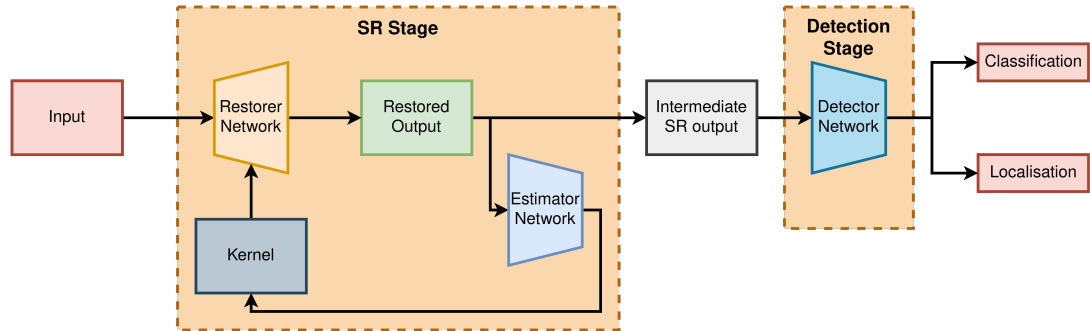 SR Stage
Detection
Stage
Input
Restorer
Network
Restored
Output
Intermediate
SR output
Detector
Network
Classification
Localisation
Estimator
Network
Kernel